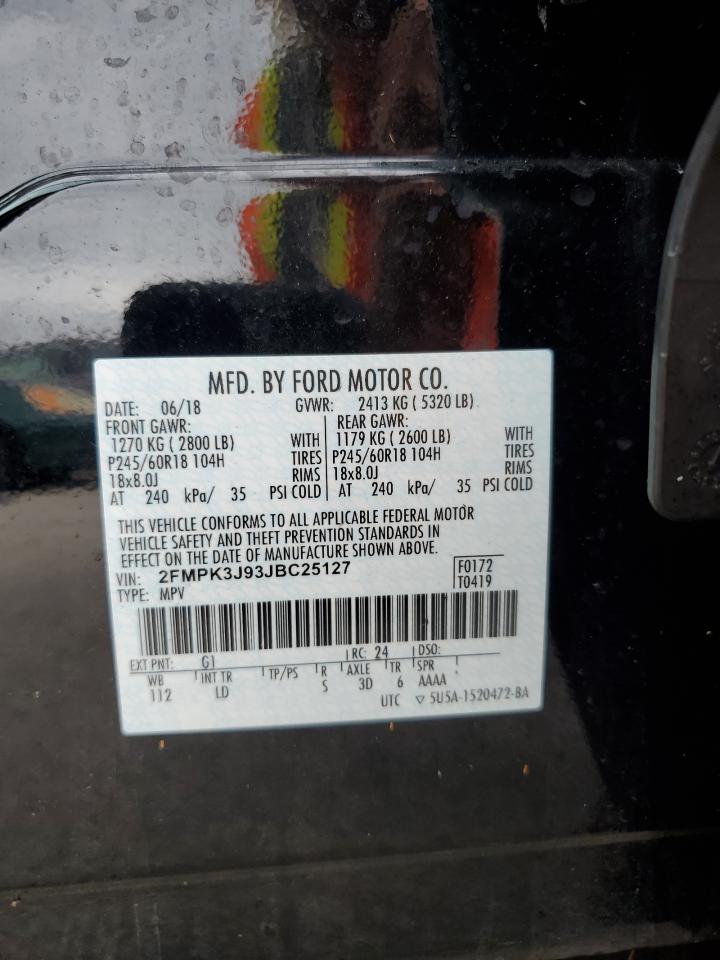 MFD. BY FORD MOTOR CO.
DATE: 06/18 GVWR: 2413 KG ( 5320 LB)
FRONT GAWR: REAR GAWR:
1270 KG ( 2800 LB) WITH 1179 KG ( 2600 LB) WITH
P245/60R18 104H TIRES P245/60R18 104H TIRES
18x8.0J RIMS 18x8.0J RIMS
AT 240 kPa/ 35 PSI COLD AT 240 kPa/ 35 PSI COLD
THIS VEHICLE CONFORMS TO ALL APPLICABLE FEDERAL MOTOR
VEHICLE SAFETY AND THEFT PREVENTION STANDARDS IN
EFFECT ON THE DATE OF MANUFACTURE SHOWN ABOVE.
VIN: 2FMPK3J93JBC25127 F0172
TYPE: MPV T0419
EXT PNT: G1 RC: 24 DSO:
WB INT TR TP/PS R AXLE TR SPR
112 LD S 3D 6 AAAA
UTC ▽ 5U5A-1520472-BA